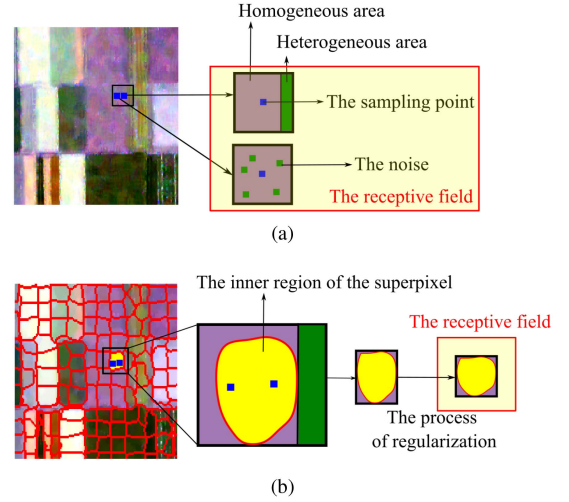 Homogeneous area
Heterogeneous area
The sampling point
The noise
The receptive field
(a)
The inner region of the superpixel
The receptive field
The process
of regularization
(b)